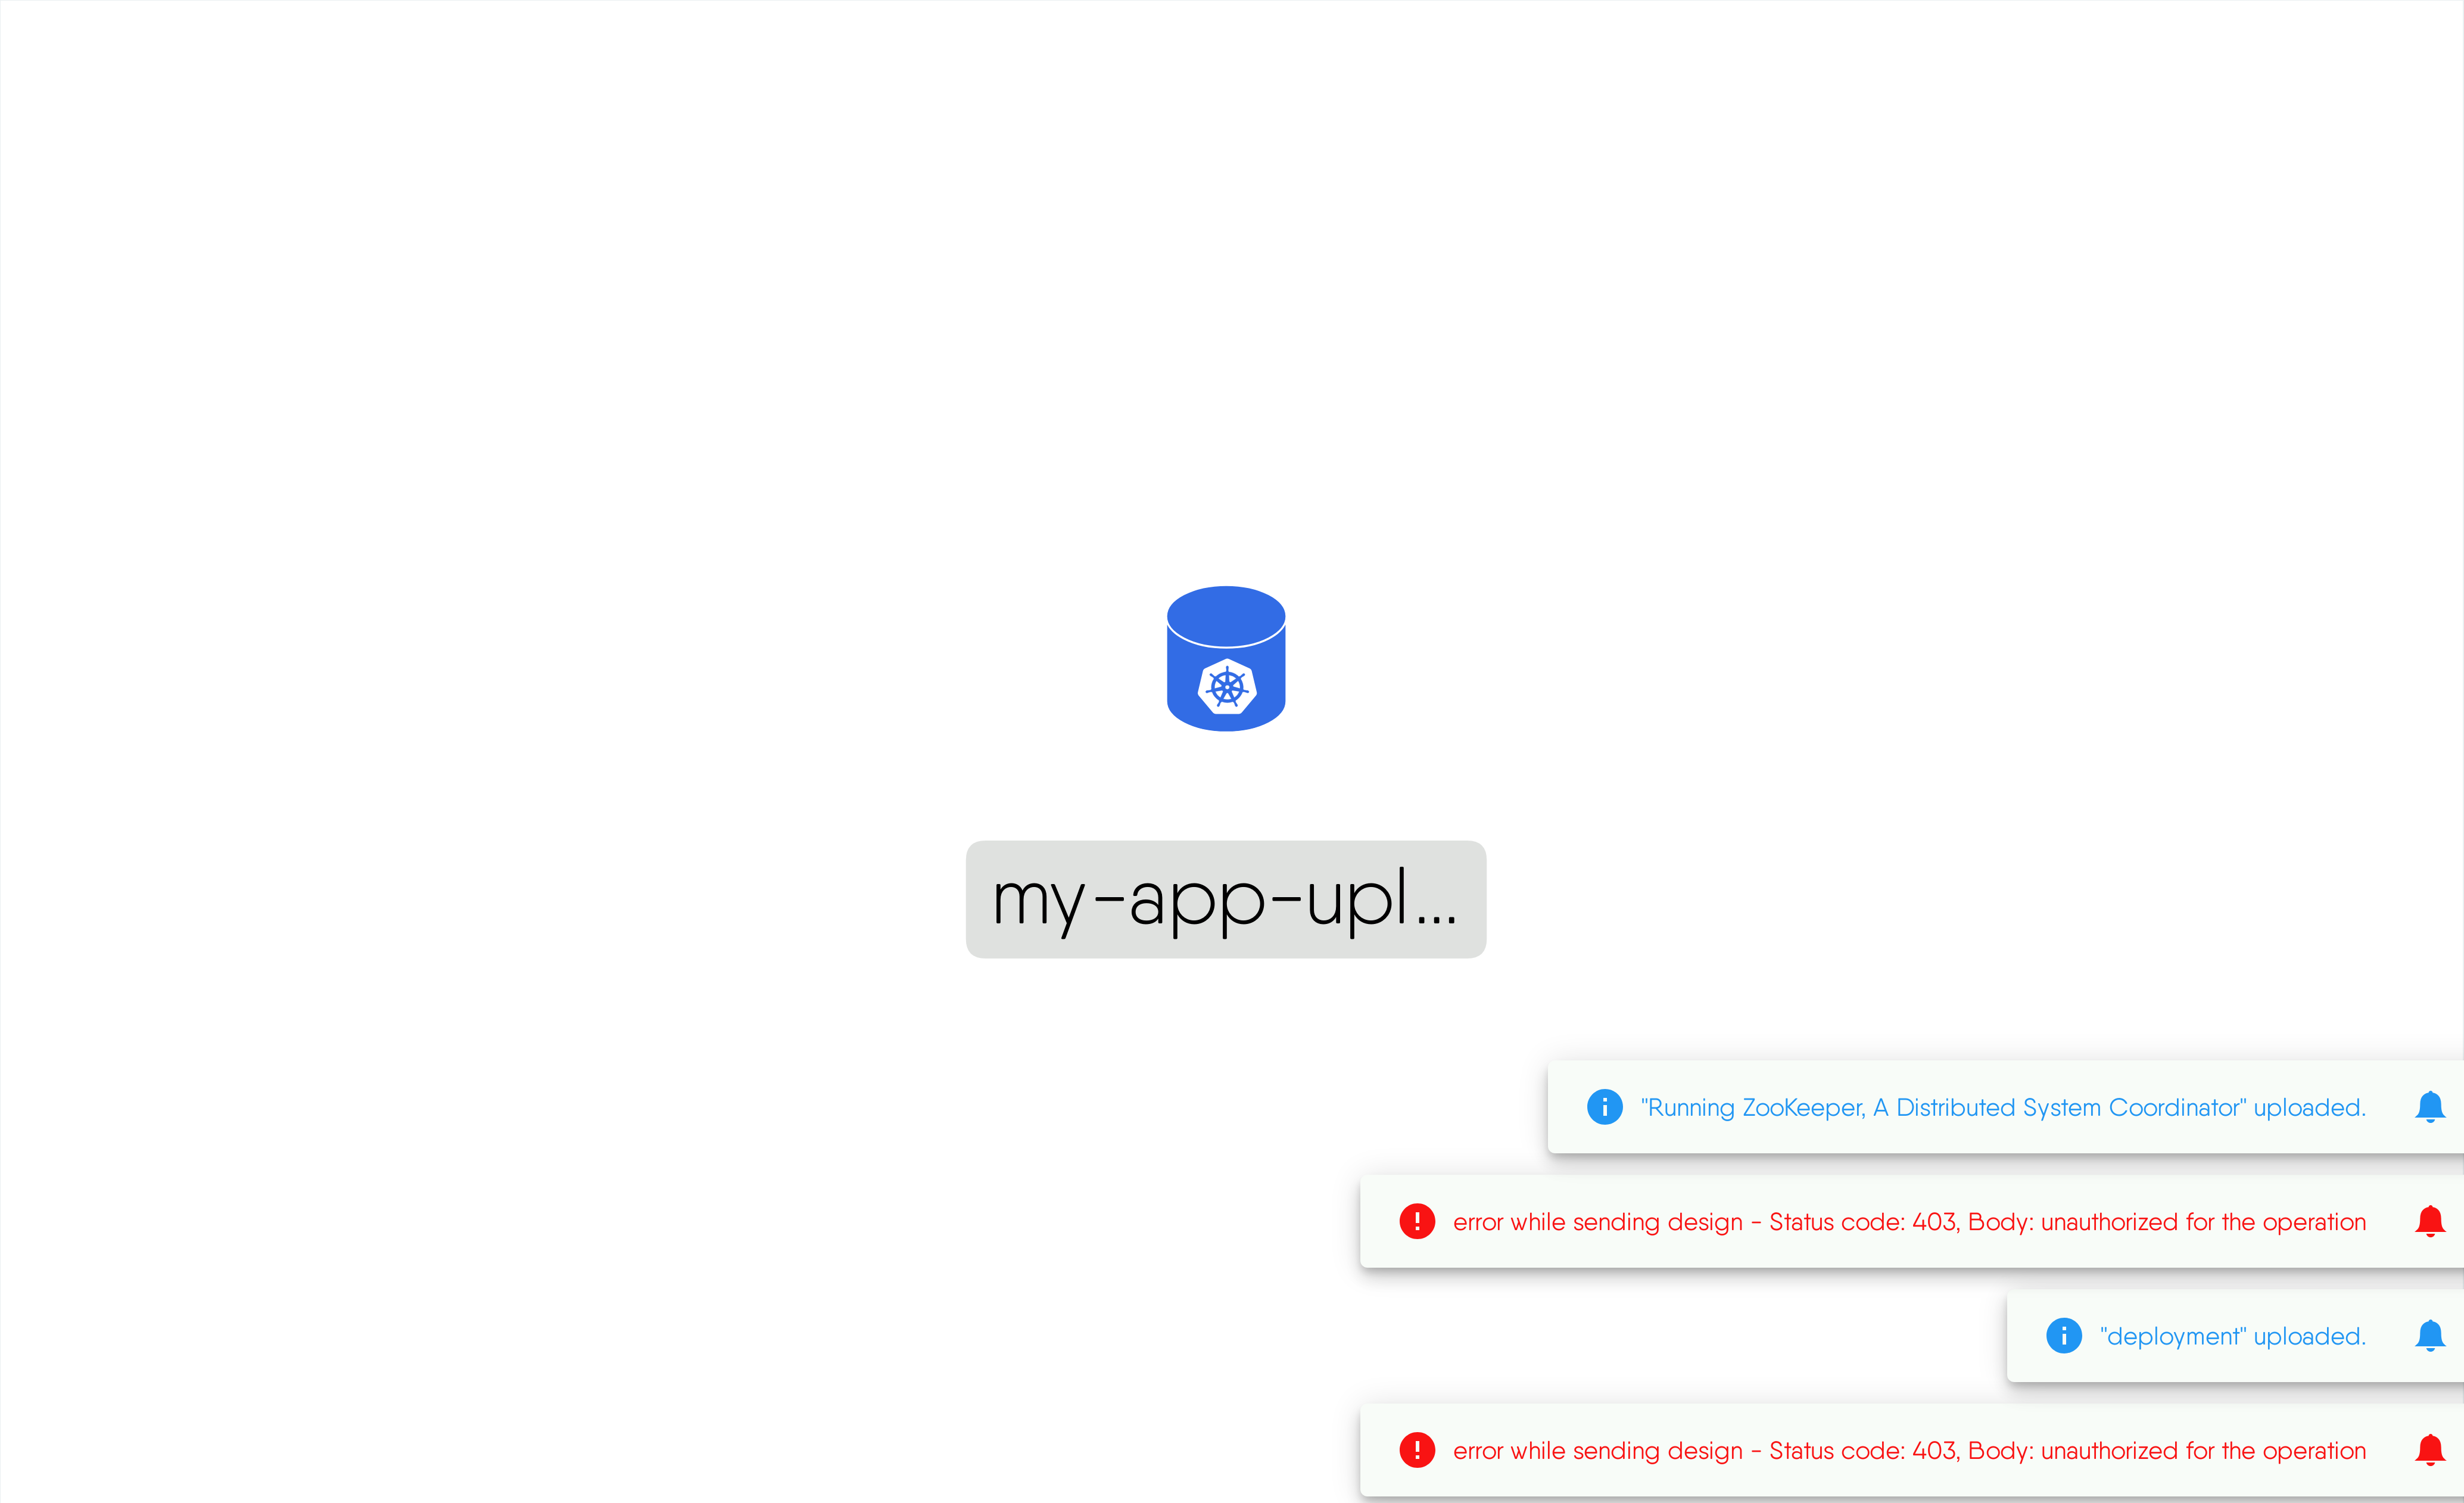 my-app-upl...
"Running ZooKeeper, A Distributed System Coordinator" uploaded.
error while sending design - Status code: 403, Body: unauthorized for the operation
"deployment" uploaded.
error while sending design - Status code: 403, Body: unauthorized for the operation